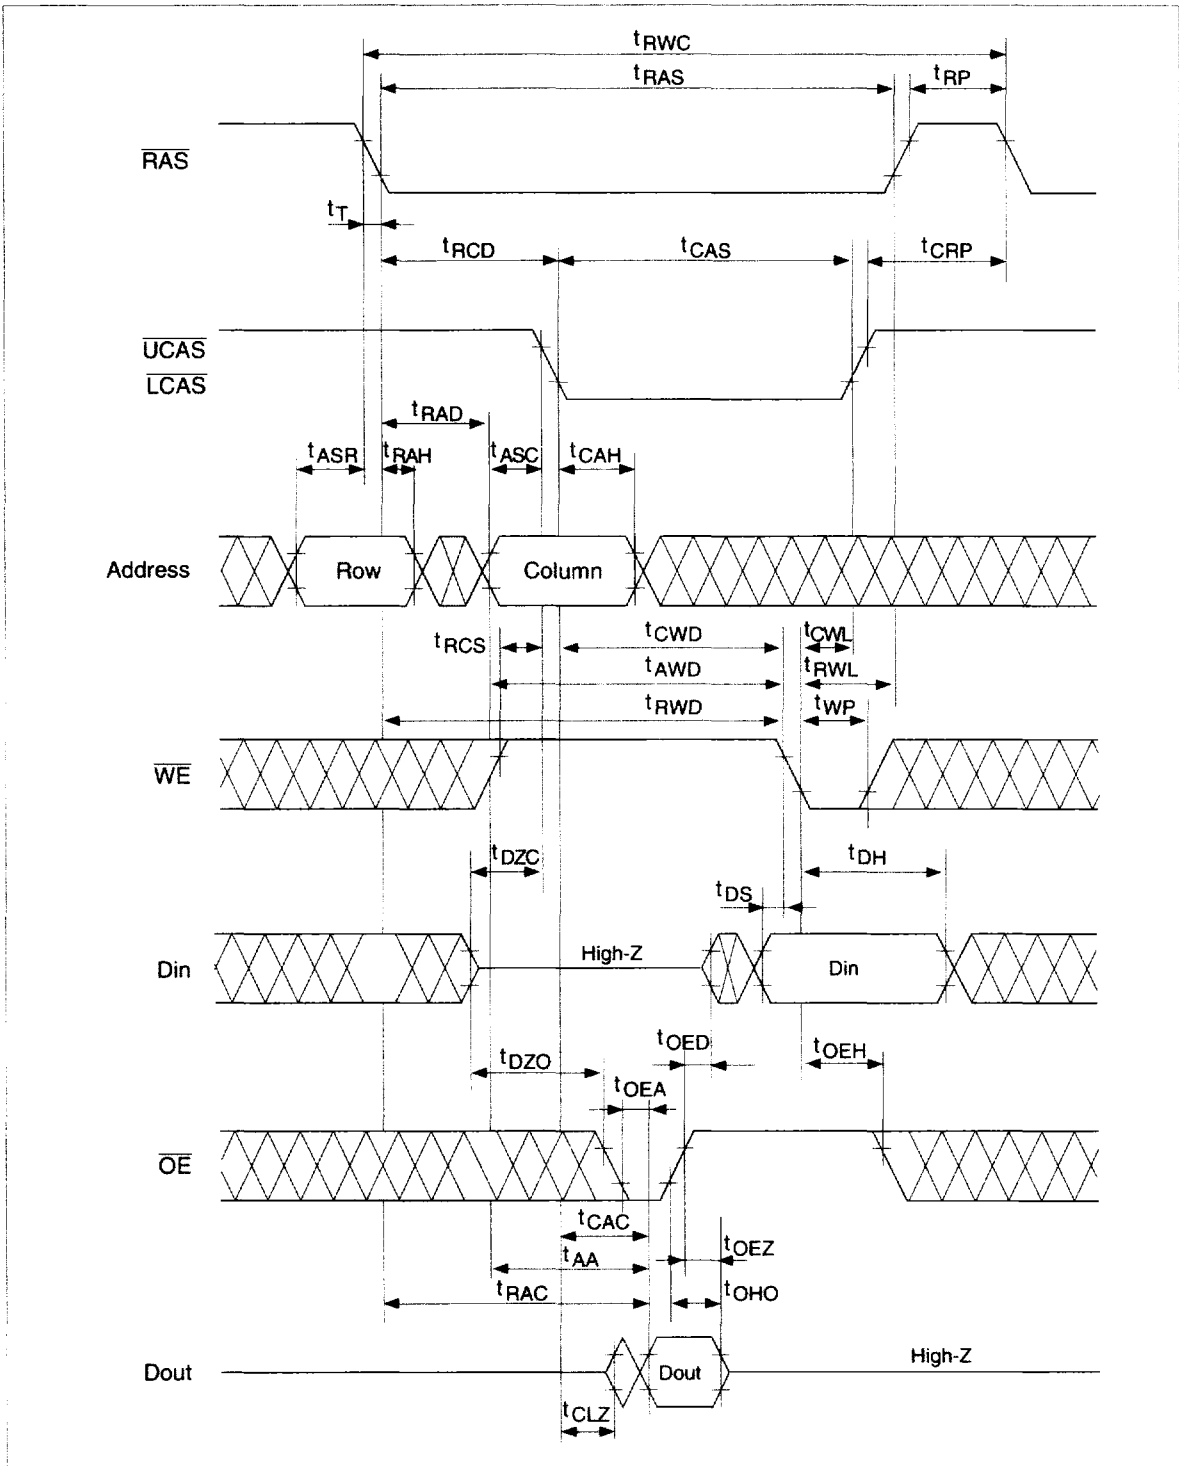 tRWC
tRAS
tRP
RAS
tT
tRCD
tCAS
tCRP
UCAS
LCAS
tRAD
tASR
tRAH
tASC
tCAH
Address
Row
Column
tRCS
tCWD
tCWL
tAWD
tRWL
tRWD
tWP
WE
tDZC
tDH
tDS
Din
High-Z
Din
tOED
tOEH
tDZO
tOEA
OE
tCAC
tOEZ
tAA
tRAC
tOHO
Dout
Dout
High-Z
tCLZ